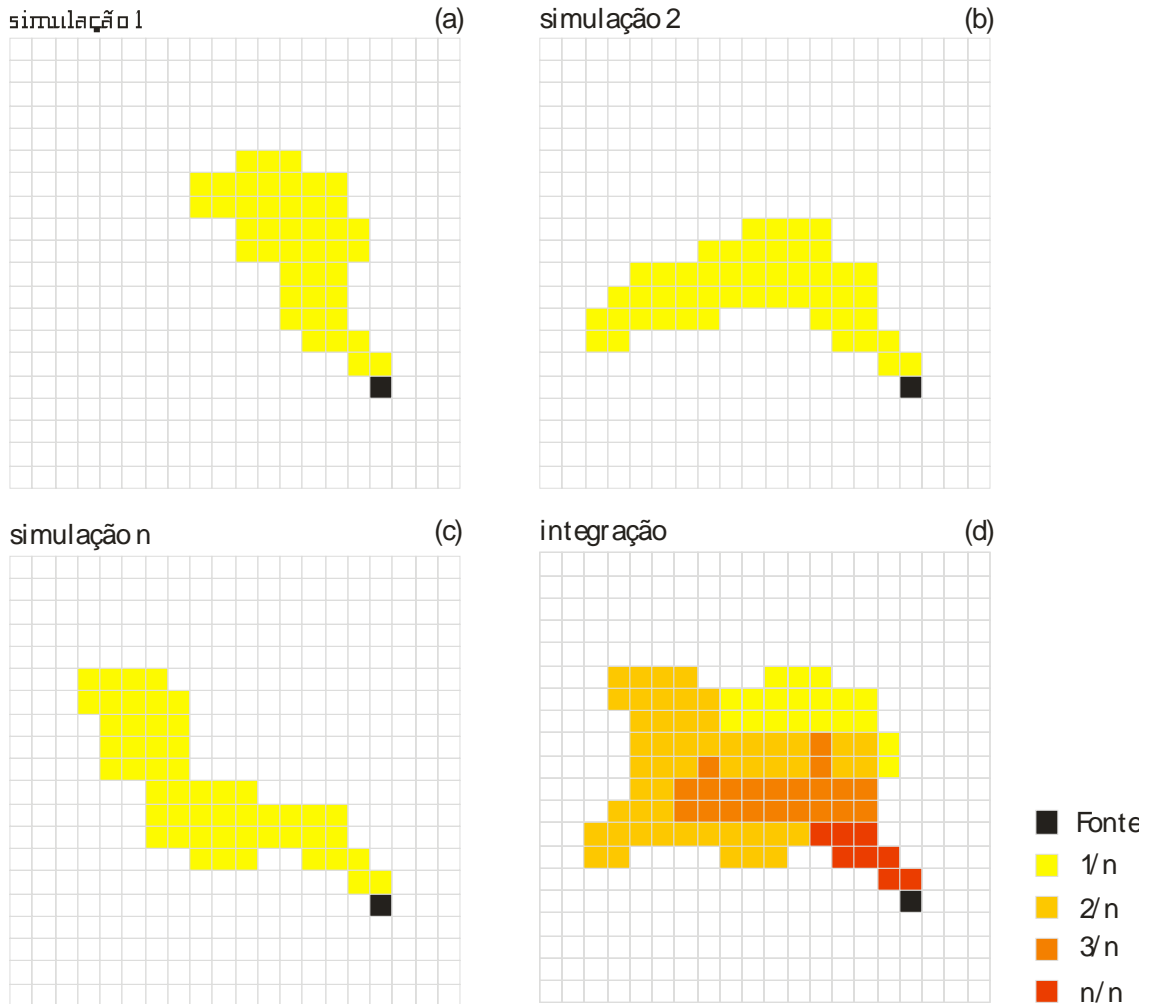 simulação 1 (a)
simulação 2 (b)
simulação n (c)
integração (d)
Fonte
1/n
2/n
3/n
n/n